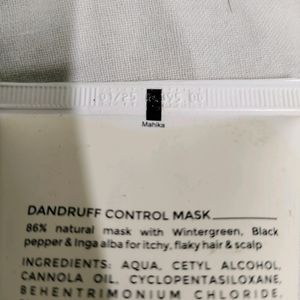 Mahika
DANDRUFF CONTROL MASK
86% natural mask with Wintergreen, Black
pepper & Inga alba for itchy, flaky hair & scalp
INGREDIENTS: AQUA, CETYL ALCOHOL,
CANNOLA OIL, CYCLOPENTASILOXANE,
BEHENTRIMONIUM CHLORIDE,